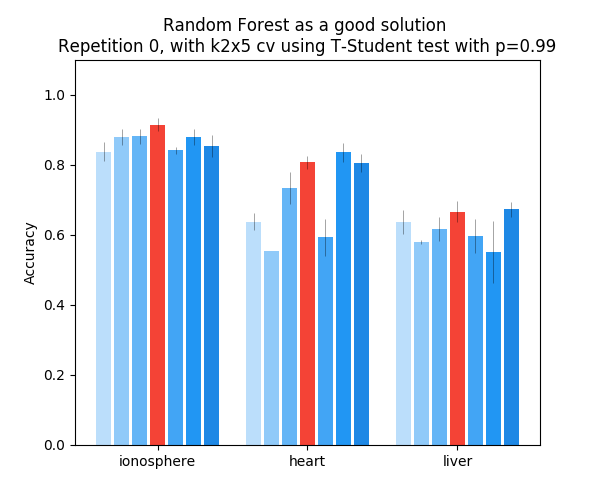 Random Forest as a good solution
Repetition 0, with k2x5 cv using T-Student test with p=0.99
1.0
0.8
0.6
0.4
0.2
0.0
Accuracy
ionosphere
heart
liver